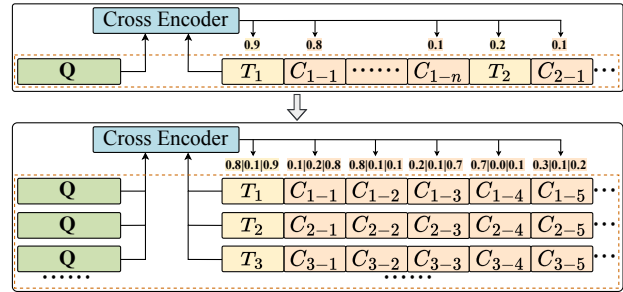 Cross Encoder
0.9 0.8 0.1 0.2 0.1
Q T₁ C₁₋₁ ······ C₁₋ₙ T₂ C₂₋₁ ···
Cross Encoder
0.8|0.1|0.9 0.1|0.2|0.8 0.8|0.1|0.1 0.2|0.1|0.7 0.7|0.0|0.1 0.3|0.1|0.2
Q T₁ C₁₋₁ C₁₋₂ C₁₋₃ C₁₋₄ C₁₋₅ ···
Q T₂ C₂₋₁ C₂₋₂ C₂₋₃ C₂₋₄ C₂₋₅ ···
Q T₃ C₃₋₁ C₃₋₂ C₃₋₃ C₃₋₄ C₃₋₅ ···
······ ······